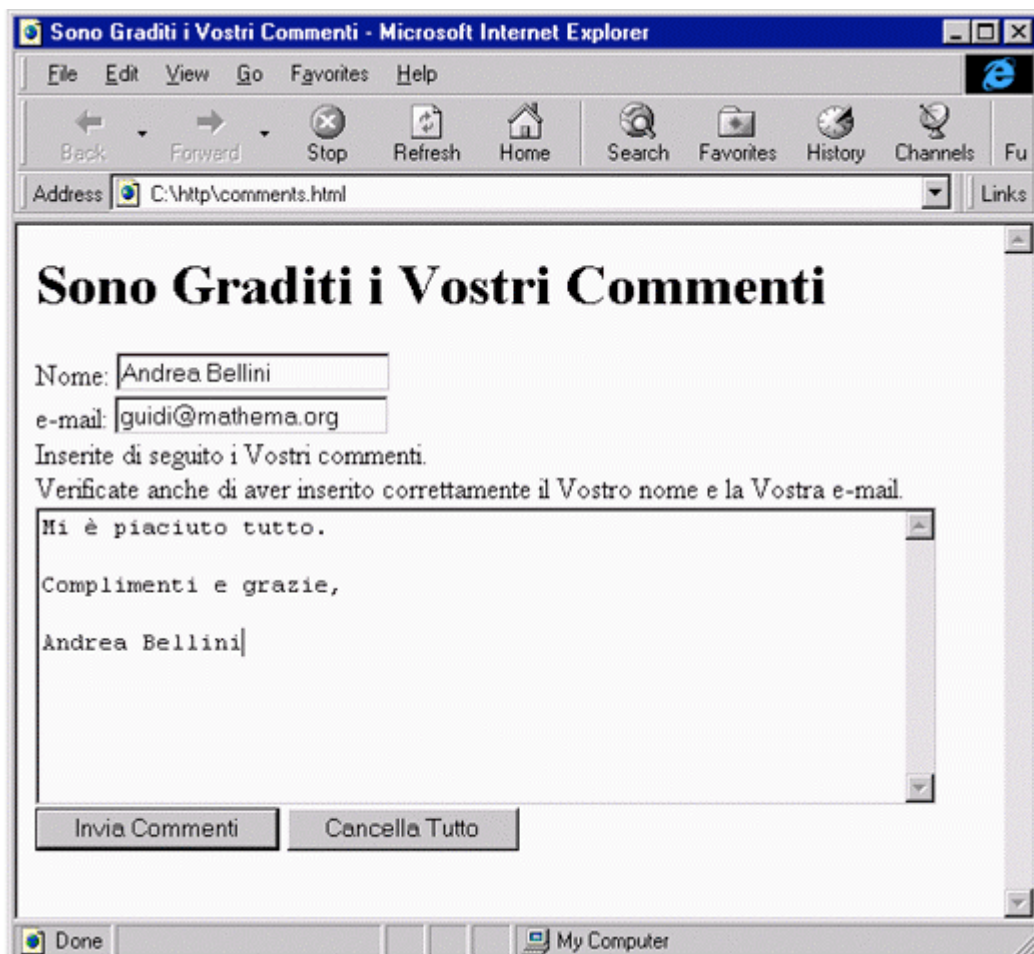 Sono Graditi i Vostri Commenti - Microsoft Internet Explorer
File Edit View Go Favorites Help
Back Forward Stop Refresh Home Search Favorites History Channels Fu
Address C:\http\comments.html Links
Sono Graditi i Vostri Commenti
Nome: Andrea Bellini
e-mail: guidi@mathema.org
Inserite di seguito i Vostri commenti.
Verificate anche di aver inserito correttamente il Vostro nome e la Vostra e-mail.
Mi è piaciuto tutto.
Complimenti e grazie,
Andrea Bellini
Invia Commenti Cancella Tutto
Done My Computer